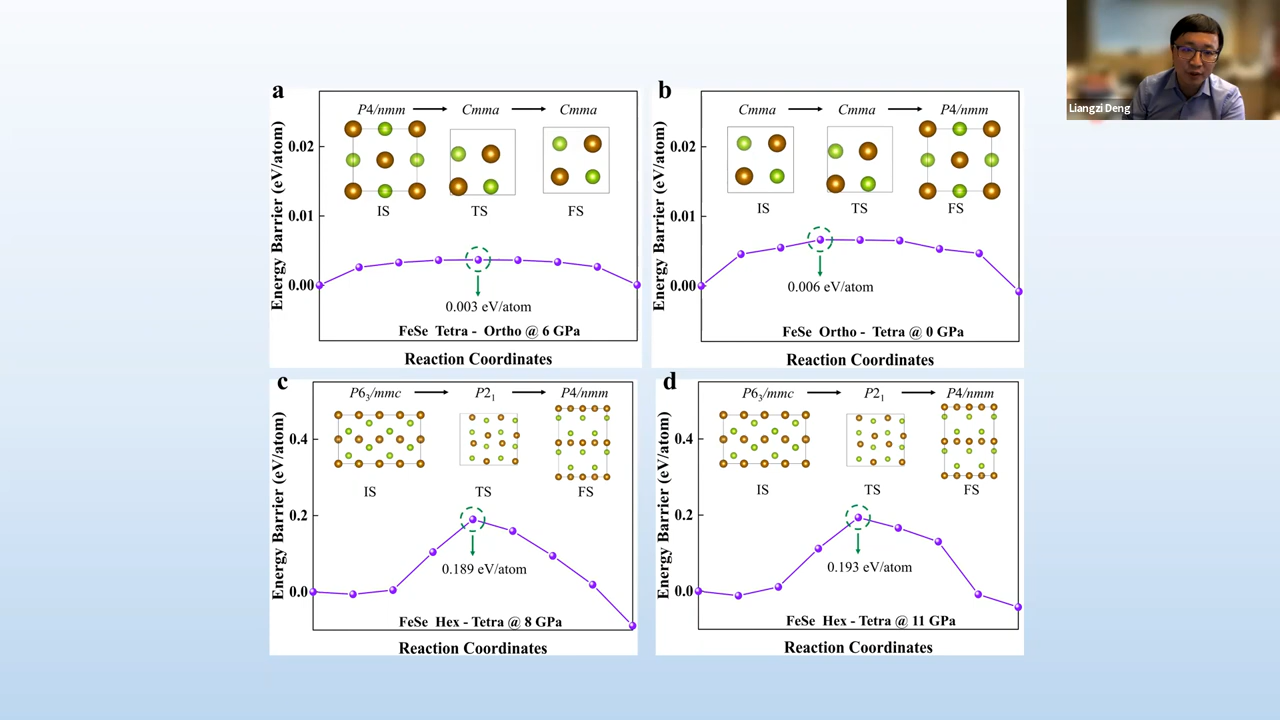 Liangzi Deng
a
P4/nmm Cmma Cmma
0.02
0.01
0.00
Energy Barrier (eV/atom)
IS TS FS
0.003 eV/atom
FeSe Tetra - Ortho @ 6 GPa
Reaction Coordinates
b
Cmma Cmma P4/nmm
0.02
0.01
0.00
Energy Barrier (eV/atom)
IS TS FS
0.006 eV/atom
FeSe Ortho - Tetra @ 0 GPa
Reaction Coordinates
c
P6₃/mmc P2₁ P4/nmm
0.4
0.2
0.0
Energy Barrier (eV/atom)
IS TS FS
0.189 eV/atom
FeSe Hex - Tetra @ 8 GPa
Reaction Coordinates
d
P6₃/mmc P2₁ P4/nmm
0.4
0.2
0.0
Energy Barrier (eV/atom)
IS TS FS
0.193 eV/atom
FeSe Hex - Tetra @ 11 GPa
Reaction Coordinates